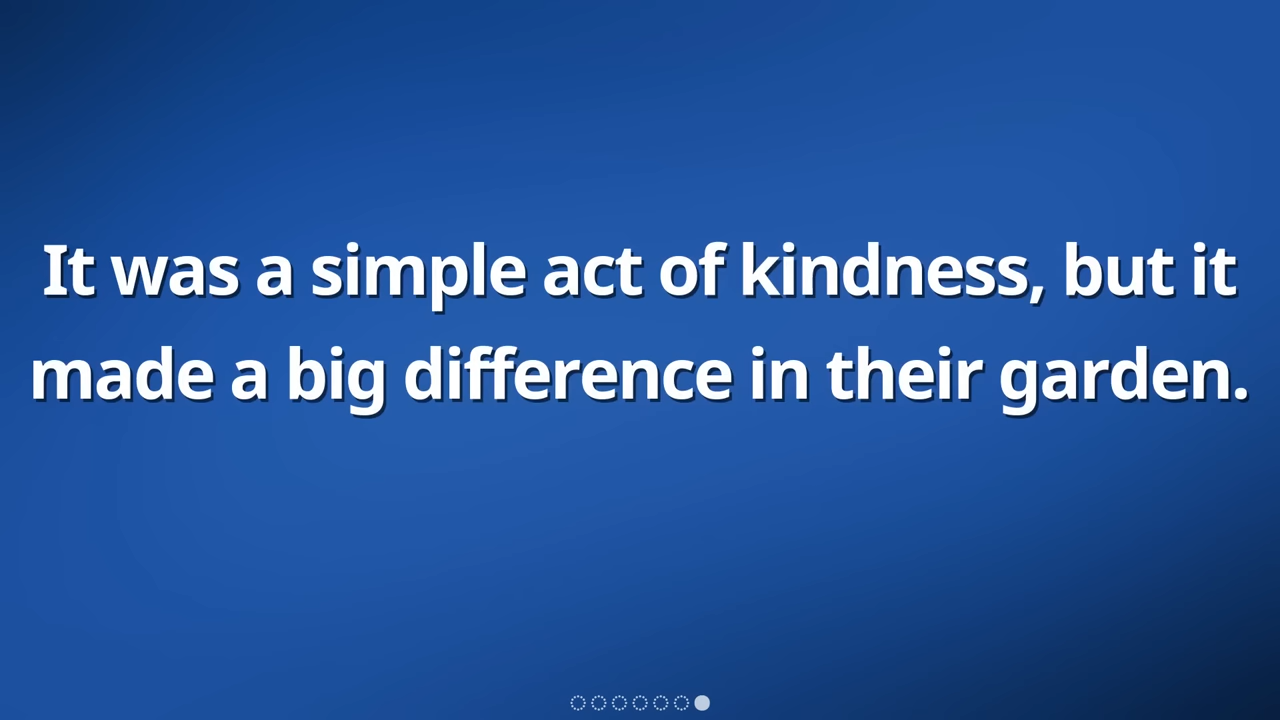 It was a simple act of kindness, but it
made a big difference in their garden.